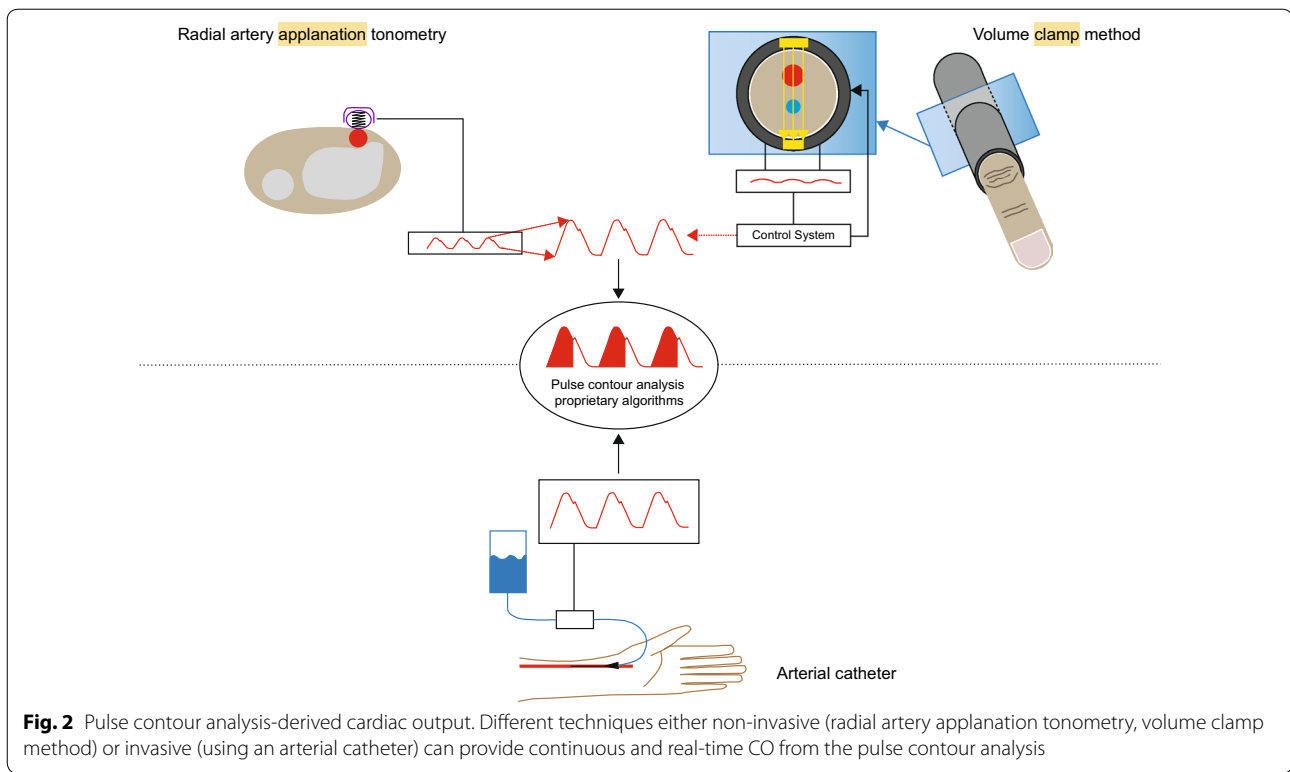 Radial artery applanation tonometry
Volume clamp method
Control System
Pulse contour analysis
proprietary algorithms
Arterial catheter
Fig. 2 Pulse contour analysis-derived cardiac output. Different techniques either non-invasive (radial artery applanation tonometry, volume clamp
method) or invasive (using an arterial catheter) can provide continuous and real-time CO from the pulse contour analysis